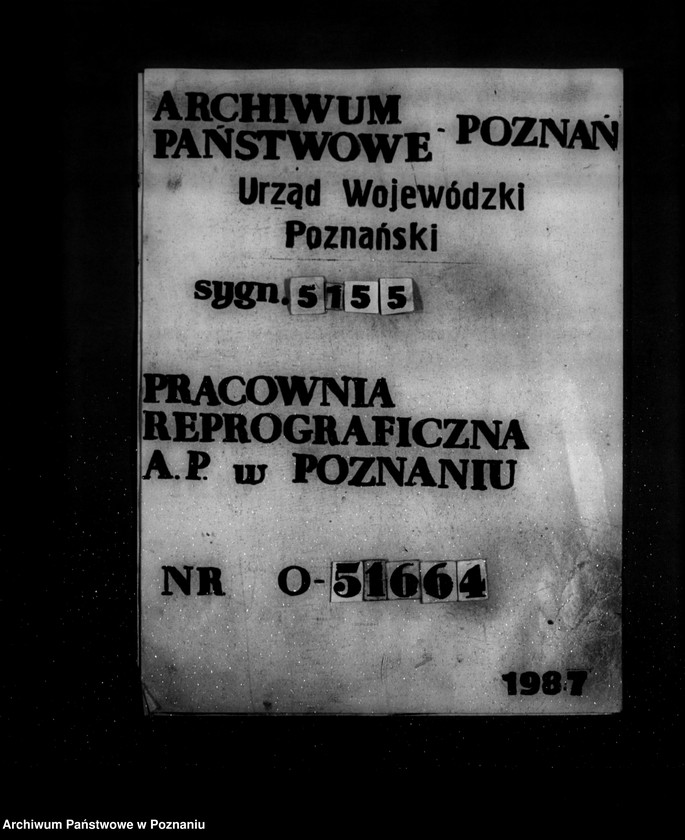 ARCHIWUM
PAŃSTWOWE - POZNAŃ
Urząd Wojewódzki
Poznański
sygn. 5155
PRACOWNIA
REPROGRAFICZNA
A.P. w POZNANIU
NR O-51664
1987
Archiwum Państwowe w Poznaniu